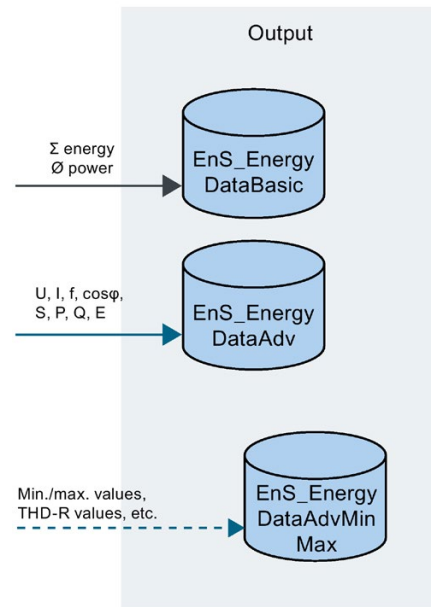 Output
Σ energy
Ø power
EnS_Energy
DataBasic
U, I, f, cosφ,
S, P, Q, E
EnS_Energy
DataAdv
Min./max. values,
THD-R values, etc.
EnS_Energy
DataAdvMin
Max